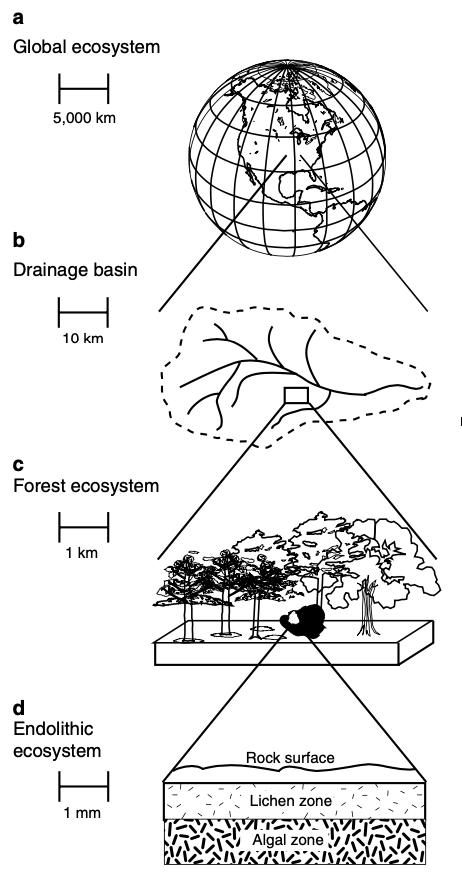 a
Global ecosystem
5,000 km
b
Drainage basin
10 km
c
Forest ecosystem
1 km
d
Endolithic
ecosystem
1 mm
Rock surface
Lichen zone
Algal zone